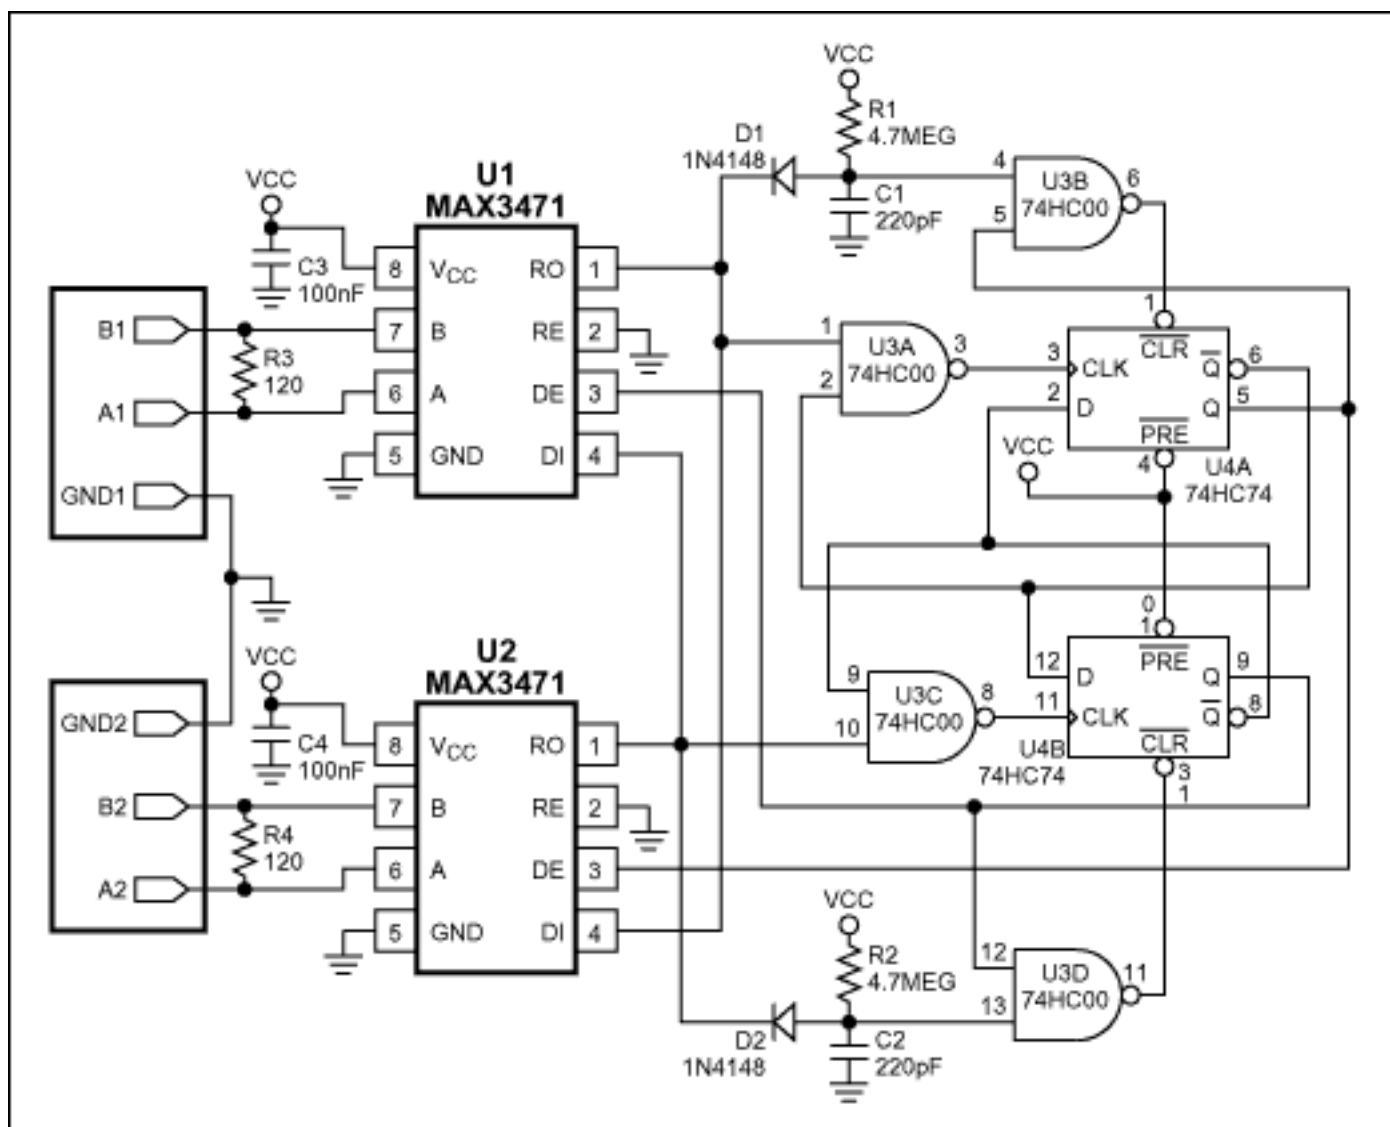 VCC
R1
4.7MEG
D1
1N4148
C1
220pF
4
5
U3B
74HC00
6
U1
MAX3471
VCC
C3
100nF
8 VCC RO 1
7 B RE 2
6 A DE 3
5 GND DI 4
B1
A1
GND1
R3
120
1
2
U3A
74HC00
3
1
CLR
3 CLK Q 6
2 D Q 5
PRE
4
U4A
74HC74
VCC
U2
MAX3471
VCC
C4
100nF
8 VCC RO 1
7 B RE 2
6 A DE 3
5 GND DI 4
GND2
B2
A2
R4
120
9
10
U3C
74HC00
8
0
1
PRE
12 D Q 9
11 CLK Q 8
CLR
3
1
U4B
74HC74
VCC
R2
4.7MEG
D2
1N4148
C2
220pF
12
13
U3D
74HC00
11